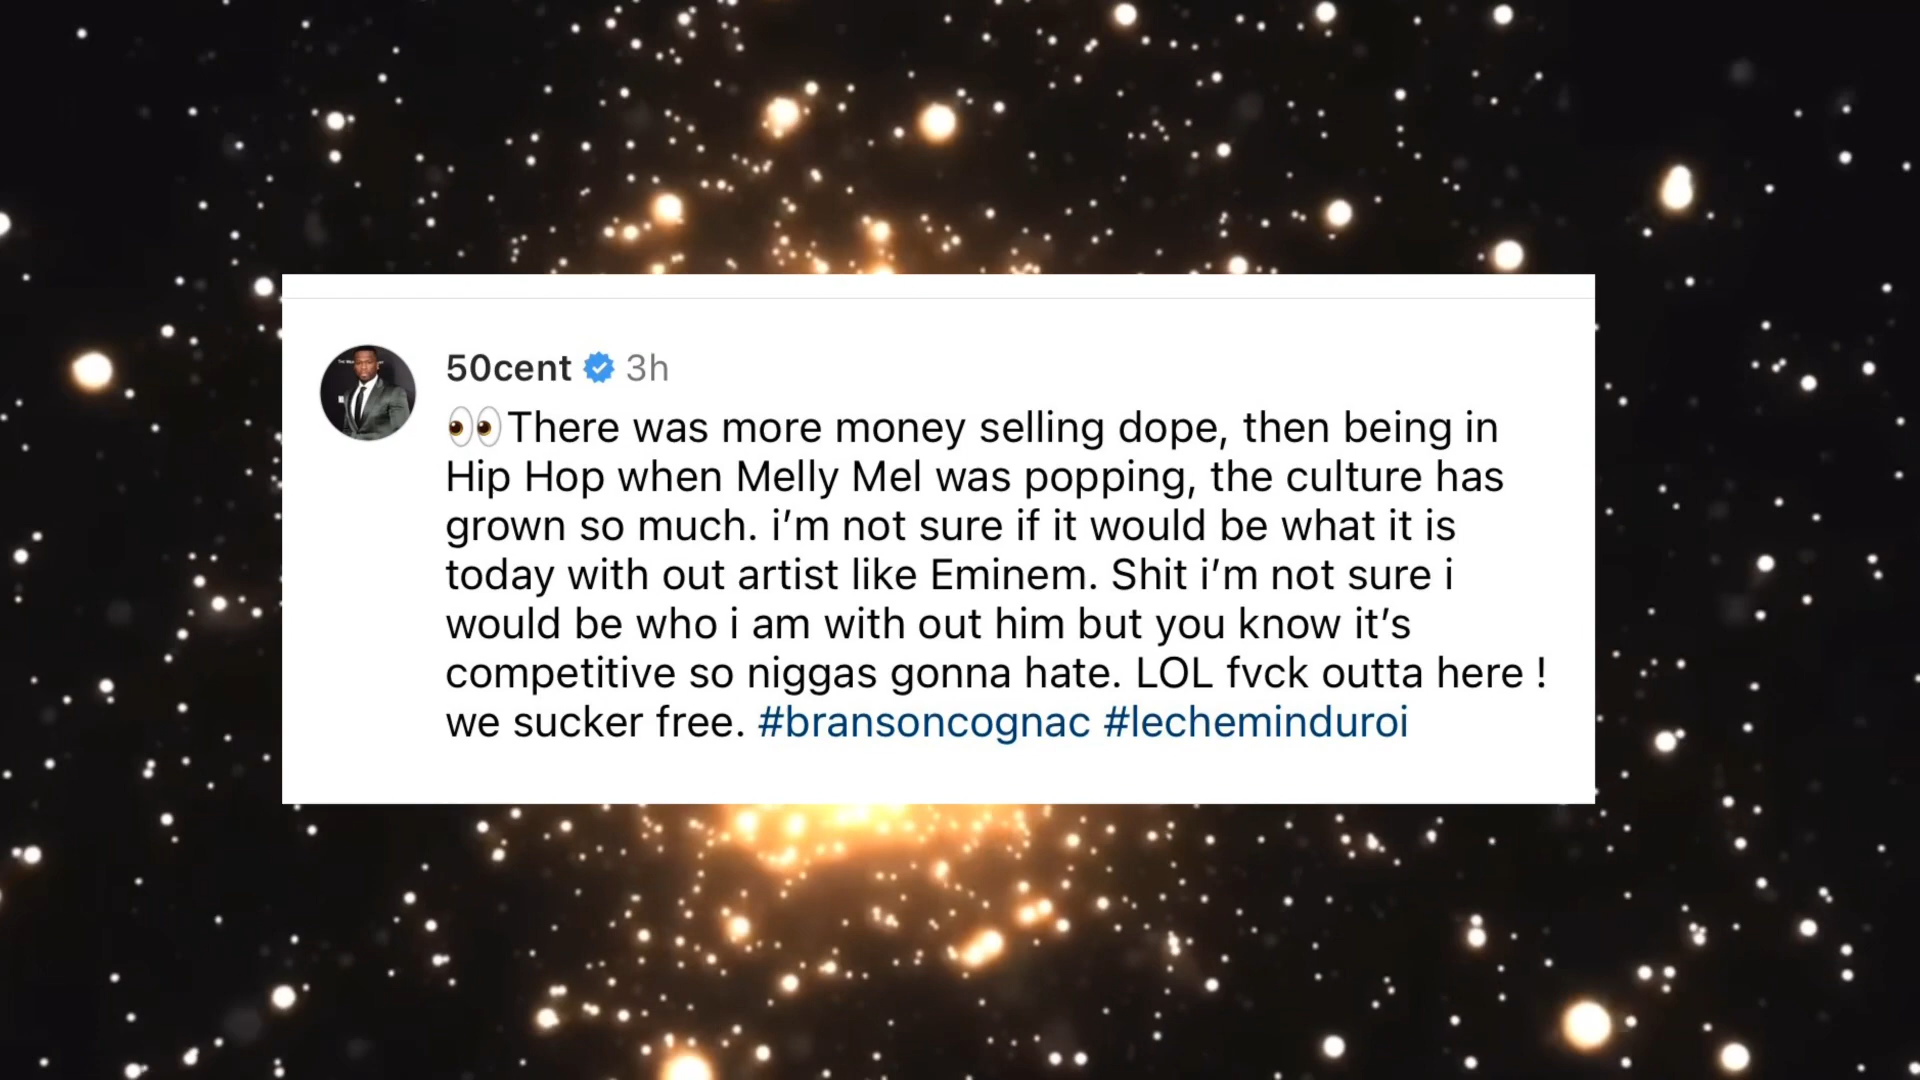 50cent 3h
👀There was more money selling dope, then being in
Hip Hop when Melly Mel was popping, the culture has
grown so much. i’m not sure if it would be what it is
today with out artist like Eminem. Shit i’m not sure i
would be who i am with out him but you know it’s
competitive so niggas gonna hate. LOL fvck outta here !
we sucker free. #bransoncognac #lecheminduroi